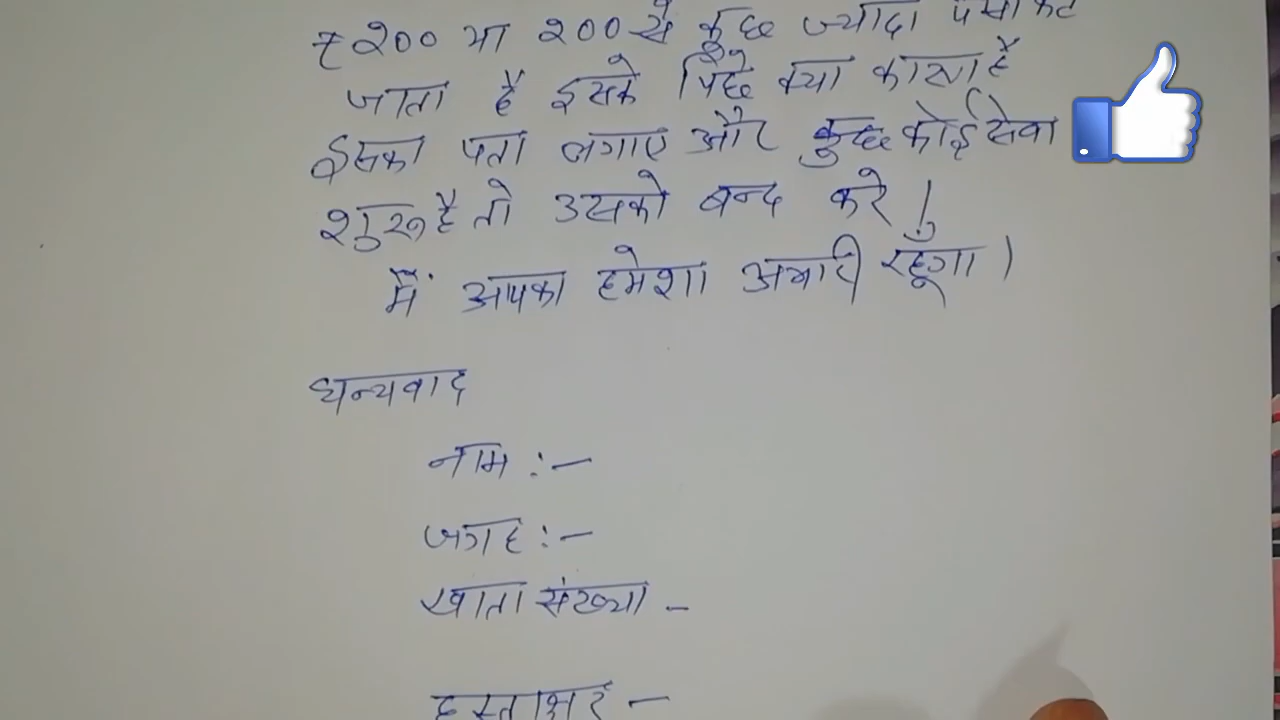 ₹200 या 200 से कुछ ज्यादा पैसा कट
जाता है इसके पिछे क्या कारण है
इसका पता लगाए और कुछ कोई सेवा
शुरू है तो उसको बन्द करे।
मैं आपका हमेशा अभारी रहूँगा।
धन्यवाद
नाम :-
जगह :-
खाता संख्या -
हस्ताक्षर -